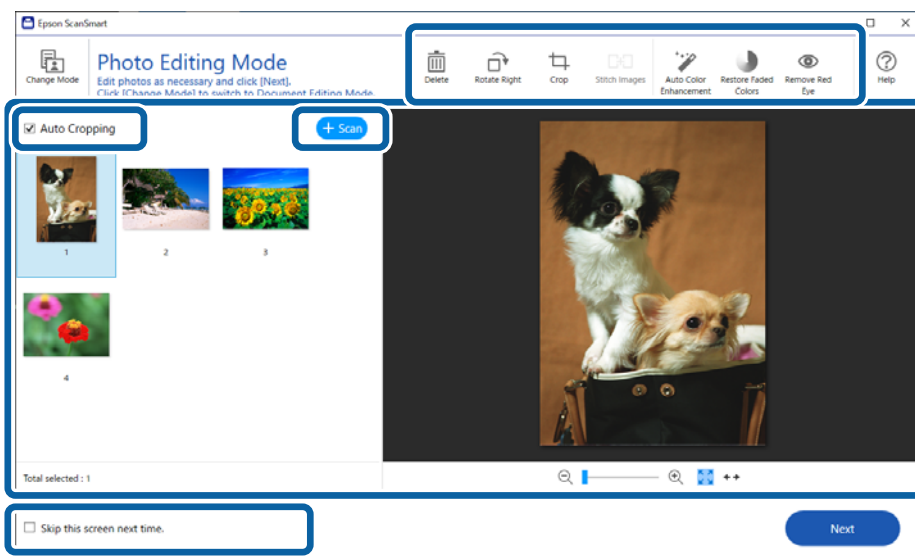 Epson ScanSmart
Change Mode
Photo Editing Mode
Edit photos as necessary and click [Next].
Click [Change Mode] to switch to Document Editing Mode.
Delete
Rotate Right
Crop
Stitch Images
Auto Color
Enhancement
Restore Faded
Colors
Remove Red
Eye
Help
Auto Cropping
+ Scan
1
2
3
4
Total selected : 1
Skip this screen next time.
Next